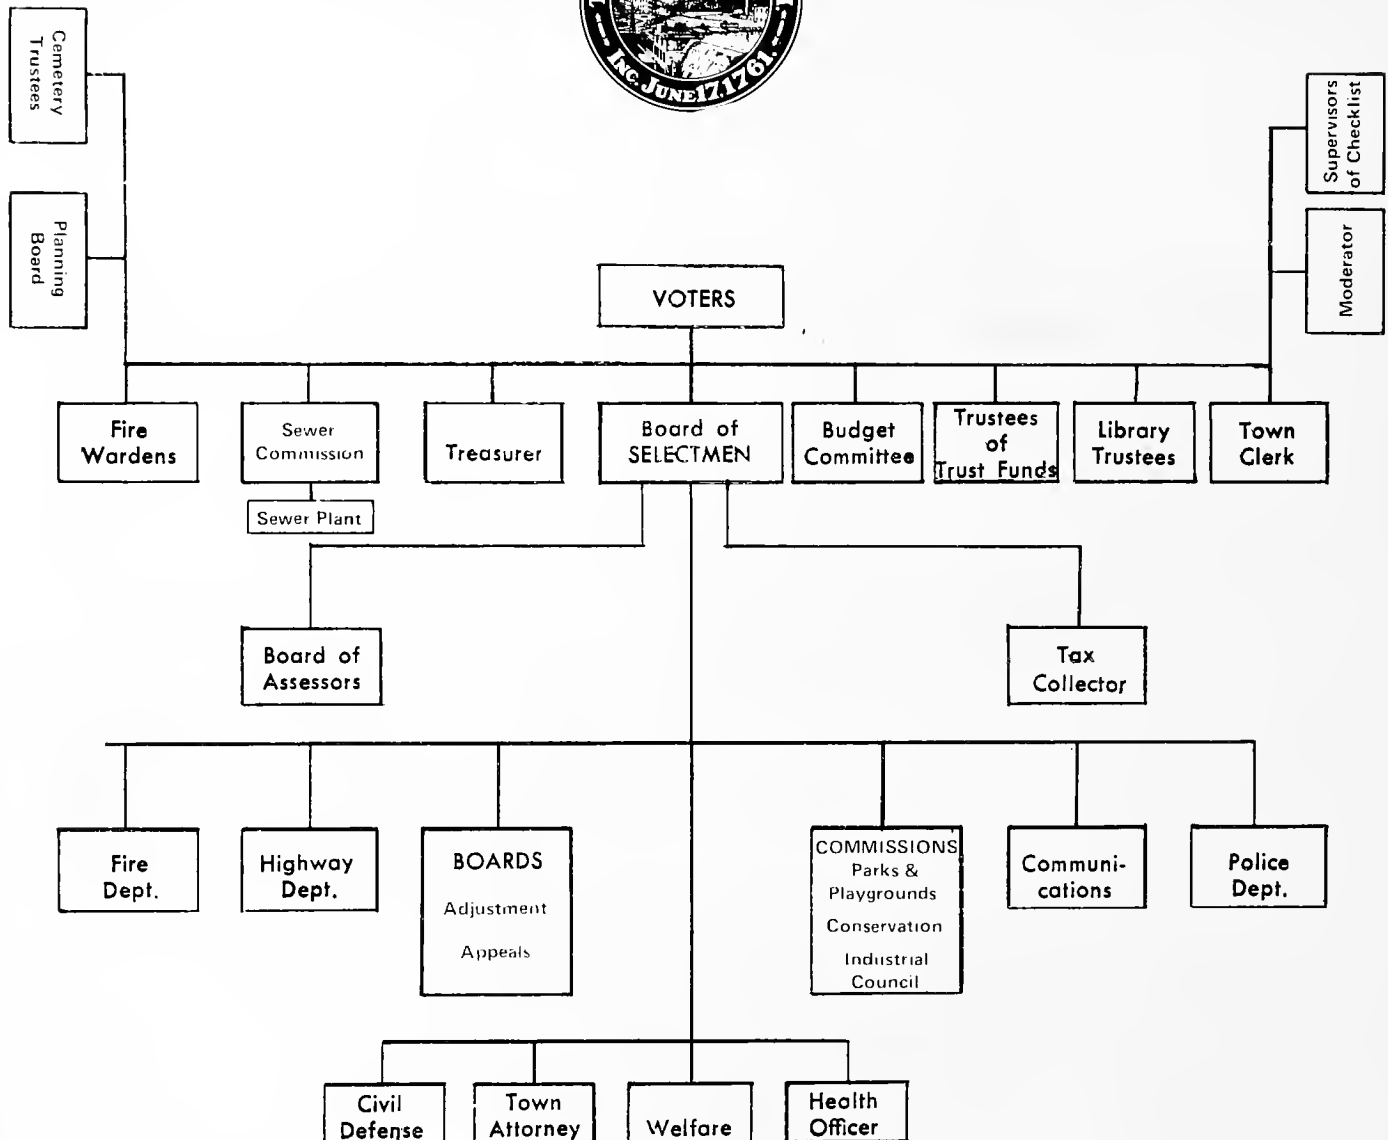 INC. JUNE 17, 1761.
Cemetery
Trustees
Supervisors
of Checklist
Planning
Board
Moderator
VOTERS
Fire
Wardens
Sewer
Commission
Treasurer
Board of
SELECTMEN
Budget
Committee
Trustees
of
Trust Funds
Library
Trustees
Town
Clerk
Sewer Plant
Board of
Assessors
Tax
Collector
Fire
Dept.
Highway
Dept.
BOARDS
Adjustment
Appeals
COMMISSIONS
Parks &
Playgrounds
Conservation
Industrial
Council
Communi-
cations
Police
Dept.
Civil
Defense
Town
Attorney
Welfare
Health
Officer